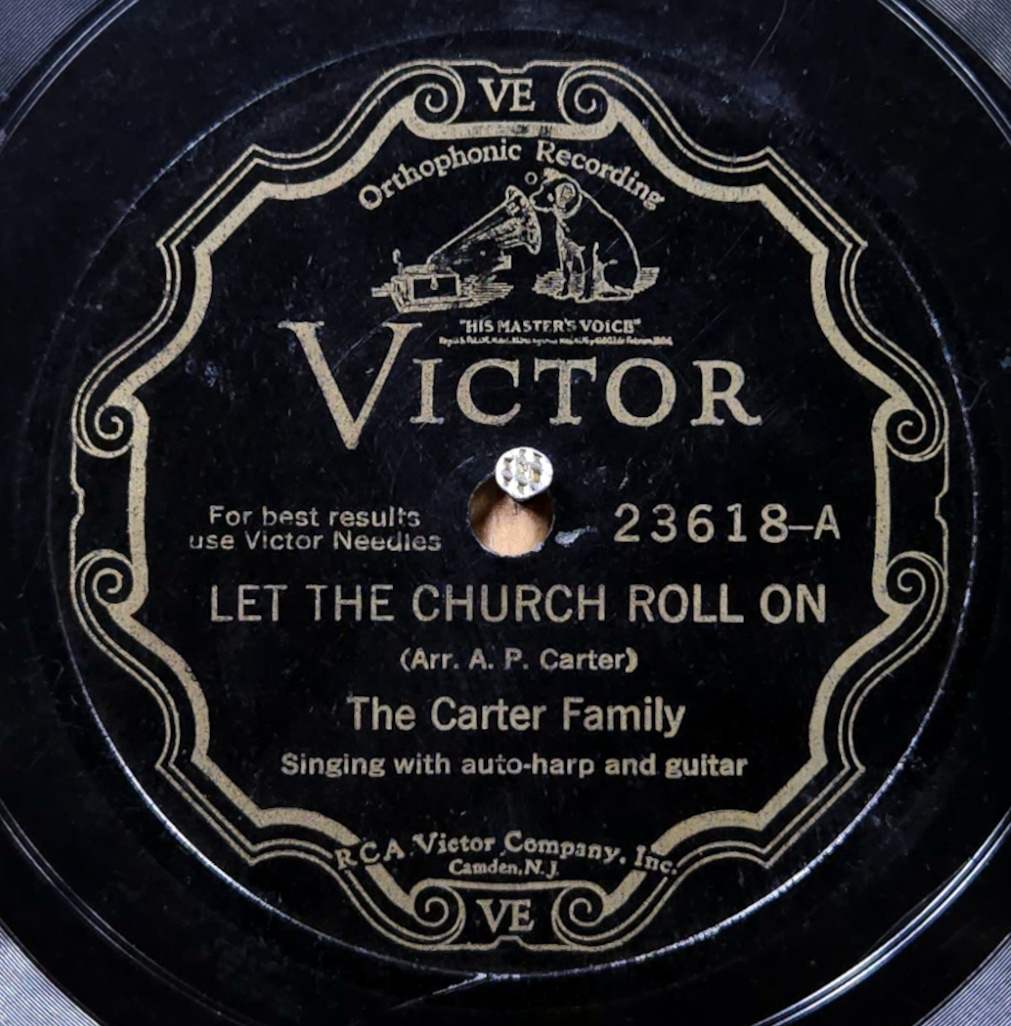 VE
Orthophonic Recording
"HIS MASTER'S VOICE"
VICTOR
For best results
use Victor Needles
23618-A
LET THE CHURCH ROLL ON
(Arr. A. P. Carter)
The Carter Family
Singing with auto-harp and guitar
RCA Victor Company, Inc.
Camden, N.J.
VE